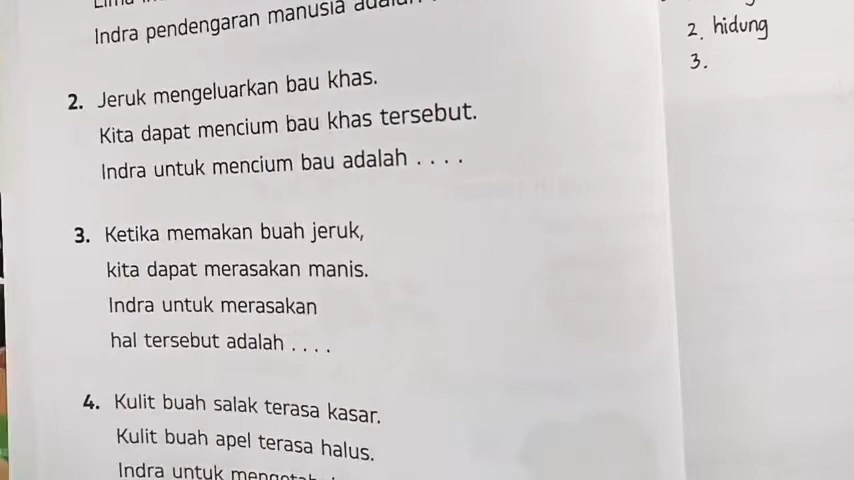 Indra pendengaran manusia
2. Jeruk mengeluarkan bau khas.
Kita dapat mencium bau khas tersebut.
Indra untuk mencium bau adalah . . . .
3. Ketika memakan buah jeruk,
kita dapat merasakan manis.
Indra untuk merasakan
hal tersebut adalah . . . .
4. Kulit buah salak terasa kasar.
Kulit buah apel terasa halus.
Indra untuk
2. hidung
3.